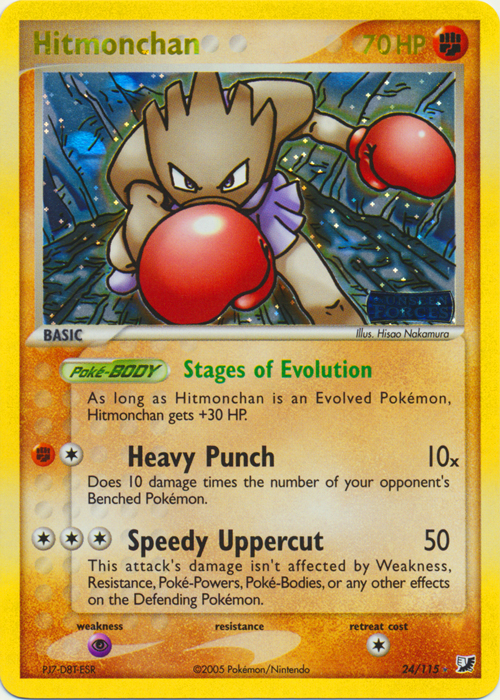 Hitmonchan 70 HP
UNSEEN
FORCES
BASIC
Illus. Hisao Nakamura
Poké-BODY Stages of Evolution
As long as Hitmonchan is an Evolved Pokémon,
Hitmonchan gets +30 HP.
Heavy Punch 10x
Does 10 damage times the number of your opponent's
Benched Pokémon.
Speedy Uppercut 50
This attack's damage isn't affected by Weakness,
Resistance, Poké-Powers, Poké-Bodies, or any other effects
on the Defending Pokémon.
weakness resistance retreat cost
PJ7-DBT-ESR ©2005 Pokémon/Nintendo 24/115